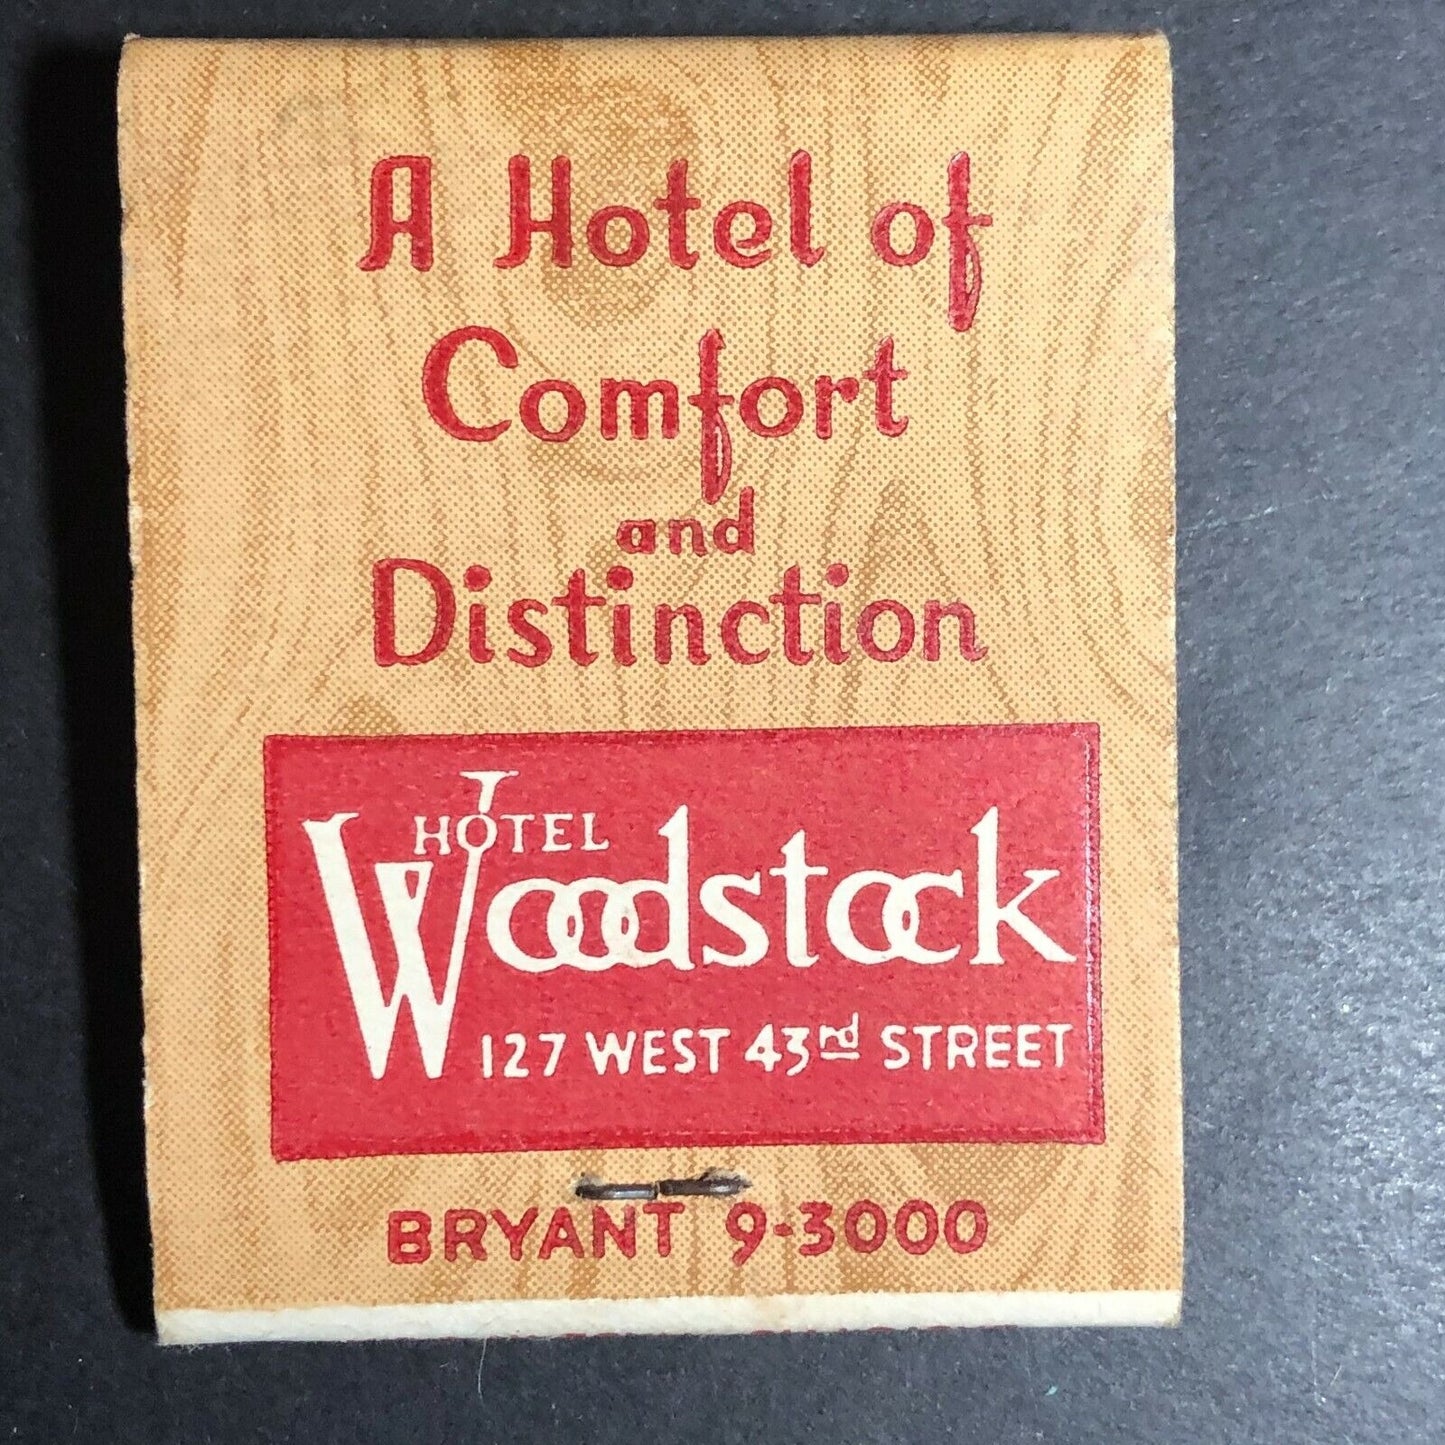 A Hotel of
Comfort
and
Distinction
HOTEL
Woodstock
127 WEST 43rd STREET
BRYANT 9-3000